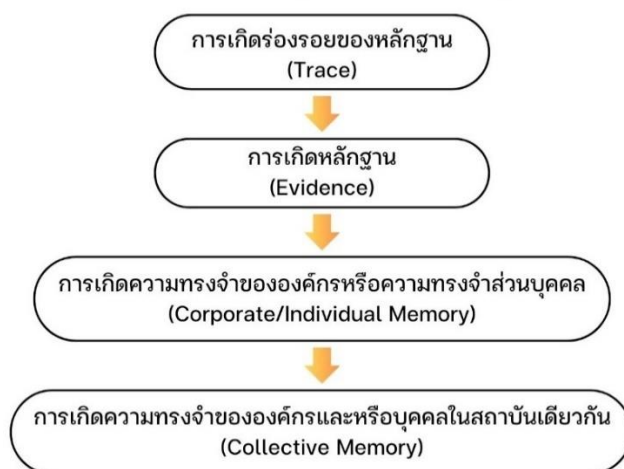 การเกิดร่องรอยของหลักฐาน
(Trace)
การเกิดหลักฐาน
(Evidence)
การเกิดความทรงจำขององค์กรหรือความทรงจำส่วนบุคคล
(Corporate/Individual Memory)
การเกิดความทรงจำขององค์กรและหรือบุคคลในสถาบันเดียวกัน
(Collective Memory)